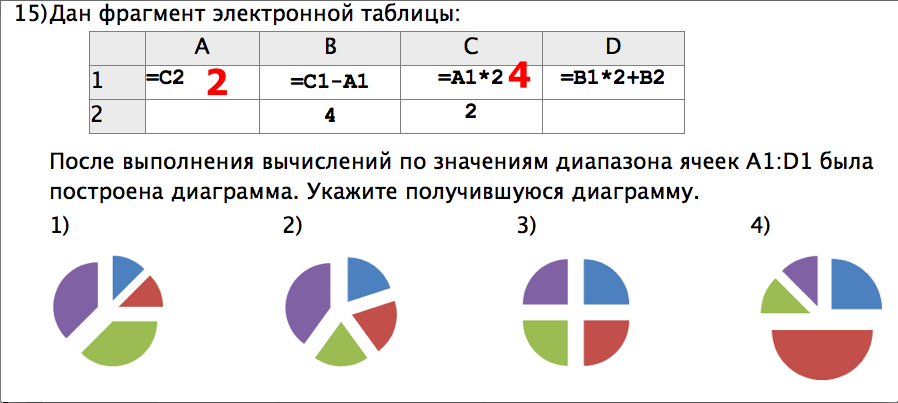 15)Дан фрагмент электронной таблицы:
A B C D
1 =C2 2 =C1-A1 =A1*2 4 =B1*2+B2
2 4 2
После выполнения вычислений по значениям диапазона ячеек A1:D1 была
построена диаграмма. Укажите получившуюся диаграмму.
1) 2) 3) 4)